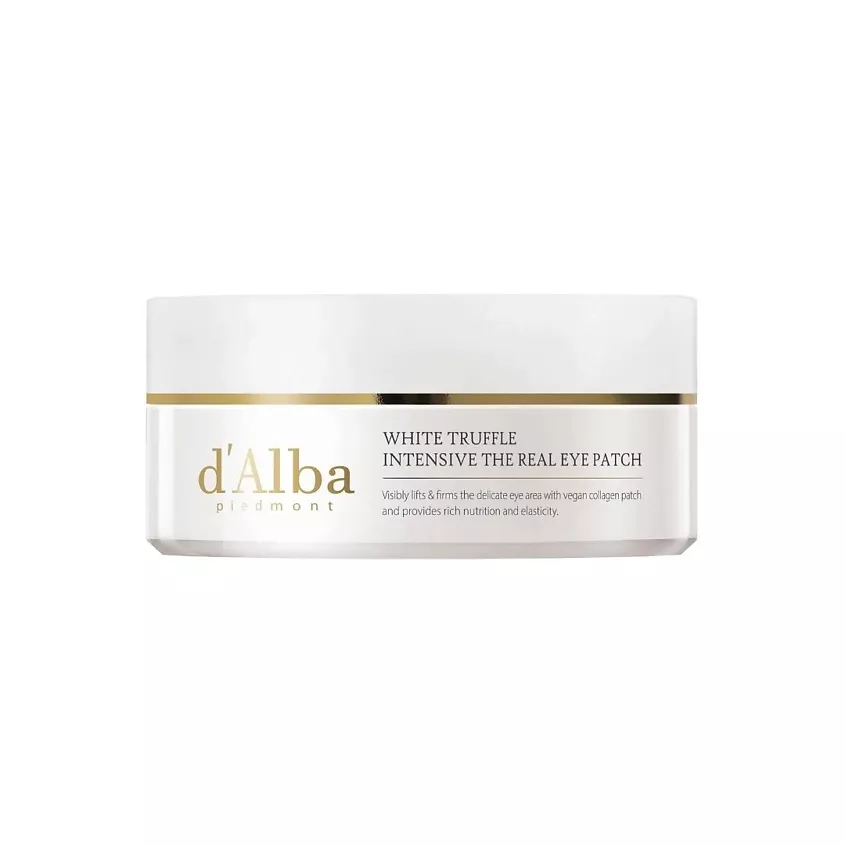 d'Alba
piedmont
WHITE TRUFFLE
INTENSIVE THE REAL EYE PATCH
Visibly lifts & firms the delicate eye area with vegan collagen patch
and provides rich nutrition and elasticity.